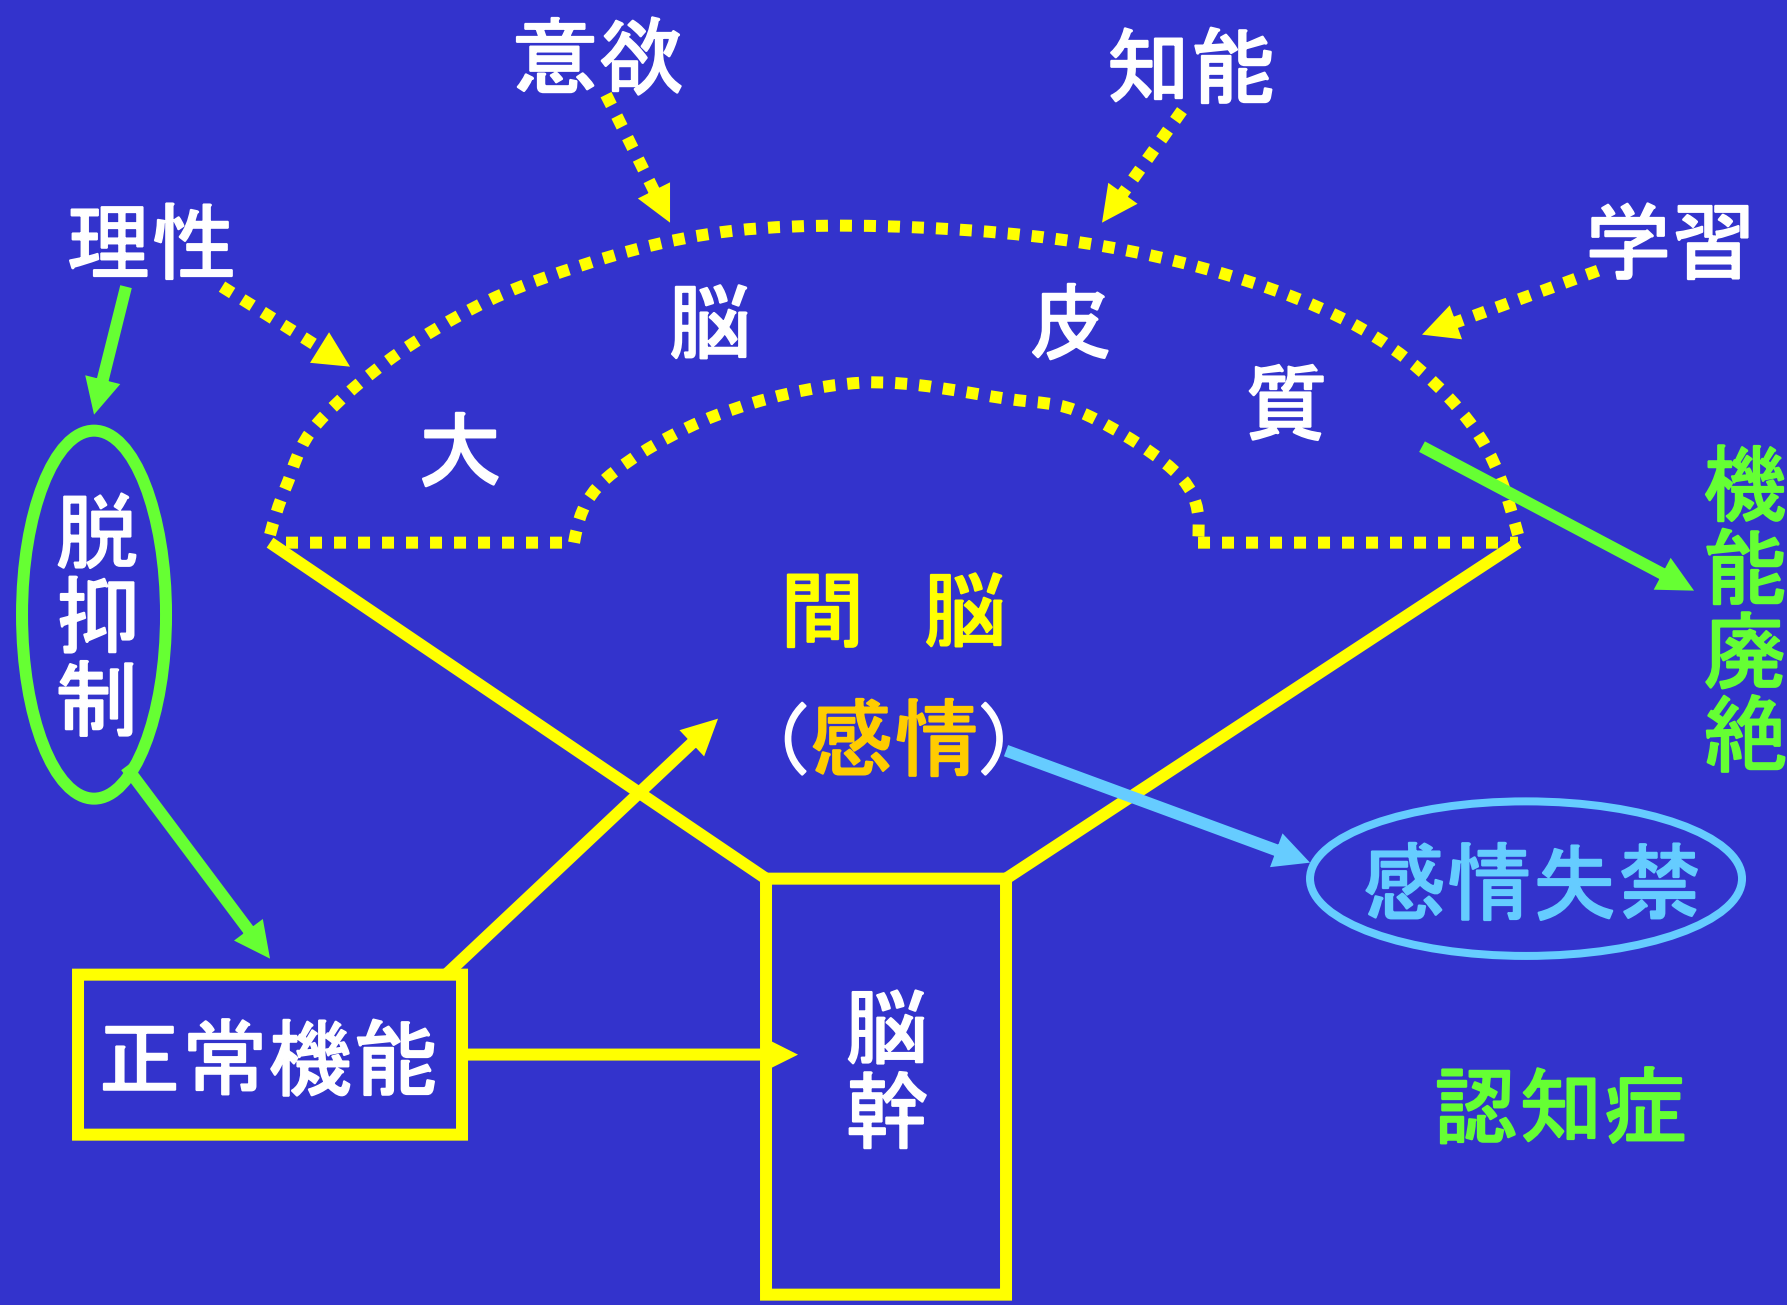 意欲
知能
理性
学習
脳
皮
質
大
機能廃絶
脱抑制
間 脳
(感情)
感情失禁
正常機能
脳幹
認知症